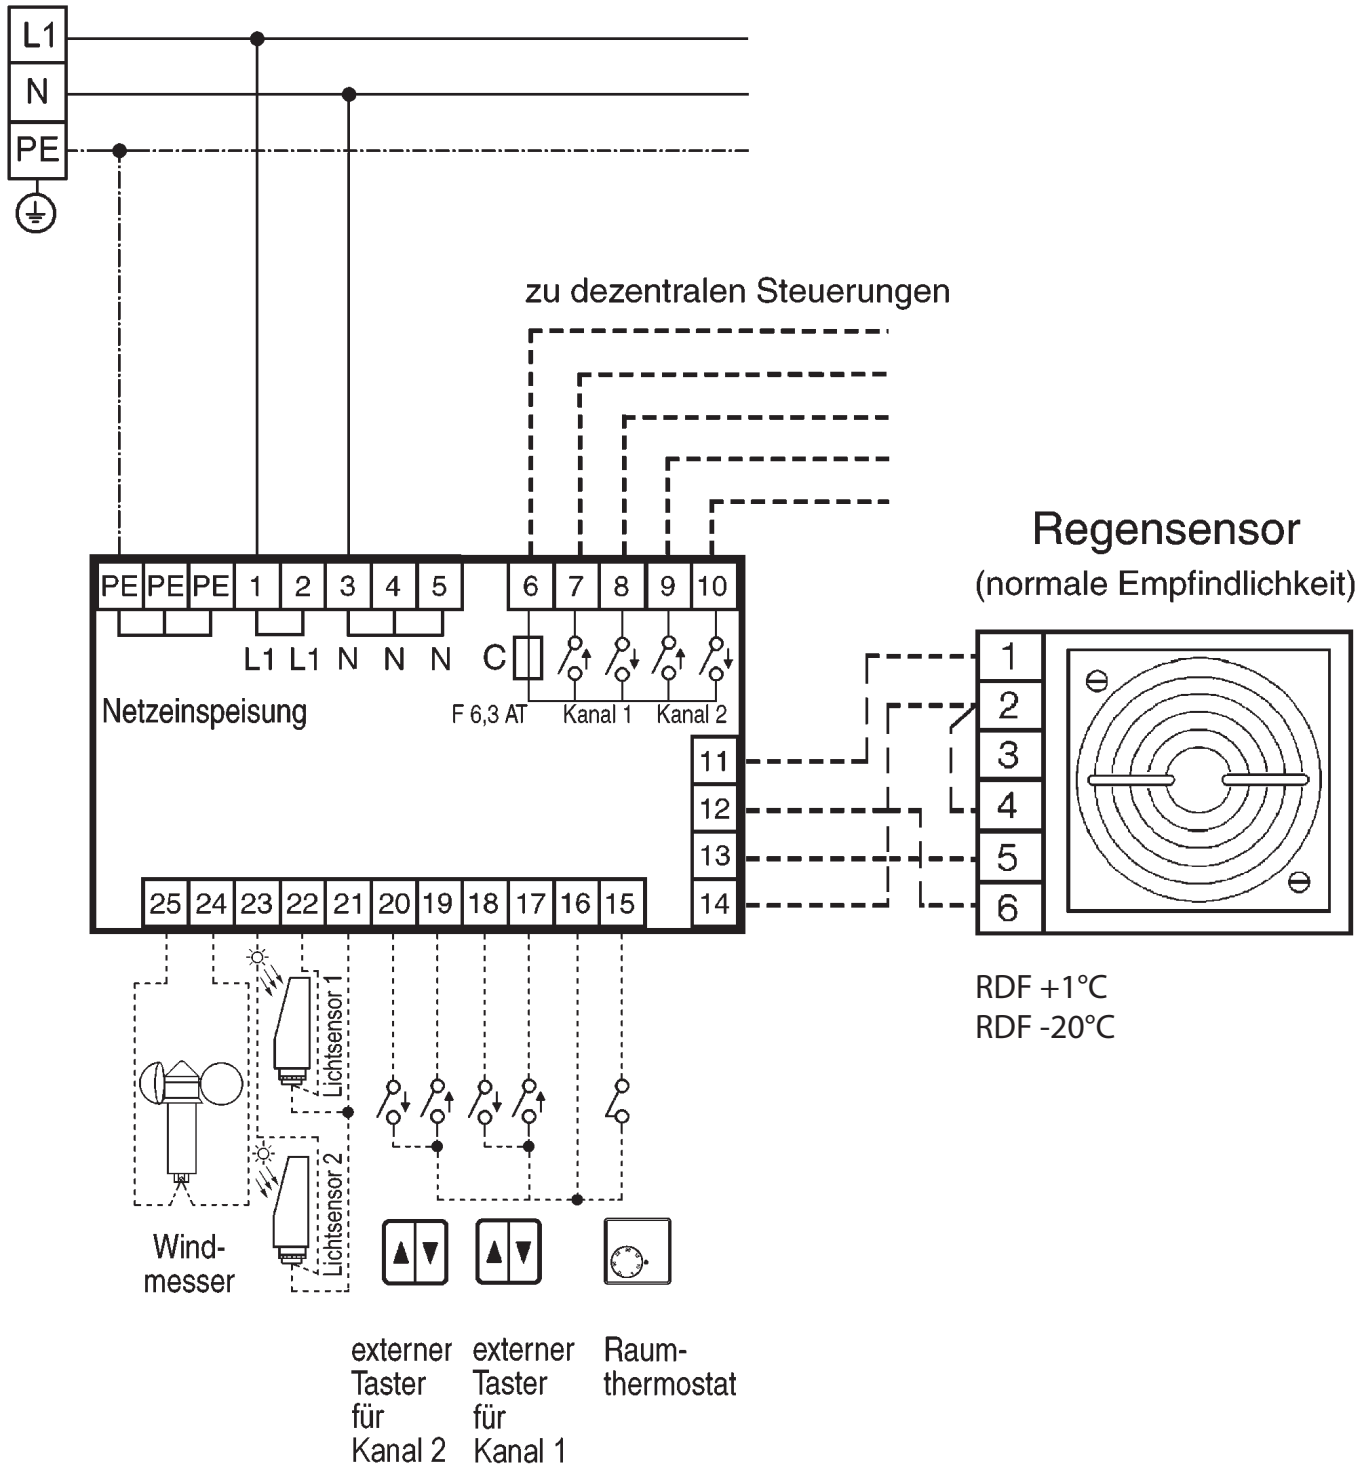 L1
N
PE
zu dezentralen Steuerungen
Regensensor
(normale Empfindlichkeit)
PE PE PE 1 2 3 4 5 6 7 8 9 10
L1 L1 N N N C
Netzeinspeisung
F 6,3 AT Kanal 1 Kanal 2
11
12
13
14
1
2
3
4
5
6
25 24 23 22 21 20 19 18 17 16 15
RDF +1°C
RDF -20°C
Lichtsensor 1
Lichtsensor 2
Wind-
messer
externer
Taster
für
Kanal 2
externer
Taster
für
Kanal 1
Raum-
thermostat